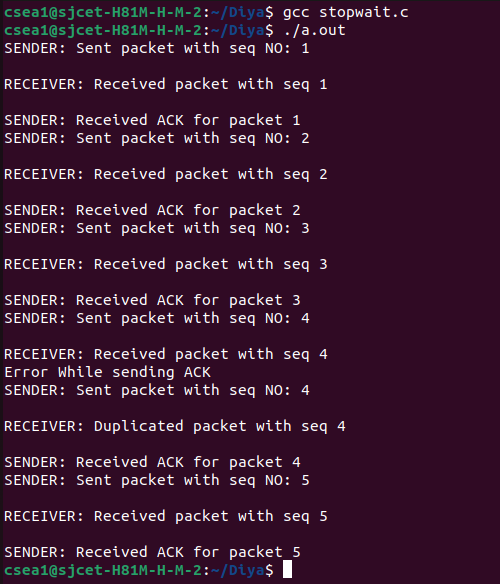 csea1@sjcet-H81M-H-M-2:~/Diya$ gcc stopwait.c
csea1@sjcet-H81M-H-M-2:~/Diya$ ./a.out
SENDER: Sent packet with seq NO: 1
RECEIVER: Received packet with seq 1
SENDER: Received ACK for packet 1
SENDER: Sent packet with seq NO: 2
RECEIVER: Received packet with seq 2
SENDER: Received ACK for packet 2
SENDER: Sent packet with seq NO: 3
RECEIVER: Received packet with seq 3
SENDER: Received ACK for packet 3
SENDER: Sent packet with seq NO: 4
RECEIVER: Received packet with seq 4
Error While sending ACK
SENDER: Sent packet with seq NO: 4
RECEIVER: Duplicated packet with seq 4
SENDER: Received ACK for packet 4
SENDER: Sent packet with seq NO: 5
RECEIVER: Received packet with seq 5
SENDER: Received ACK for packet 5
csea1@sjcet-H81M-H-M-2:~/Diya$